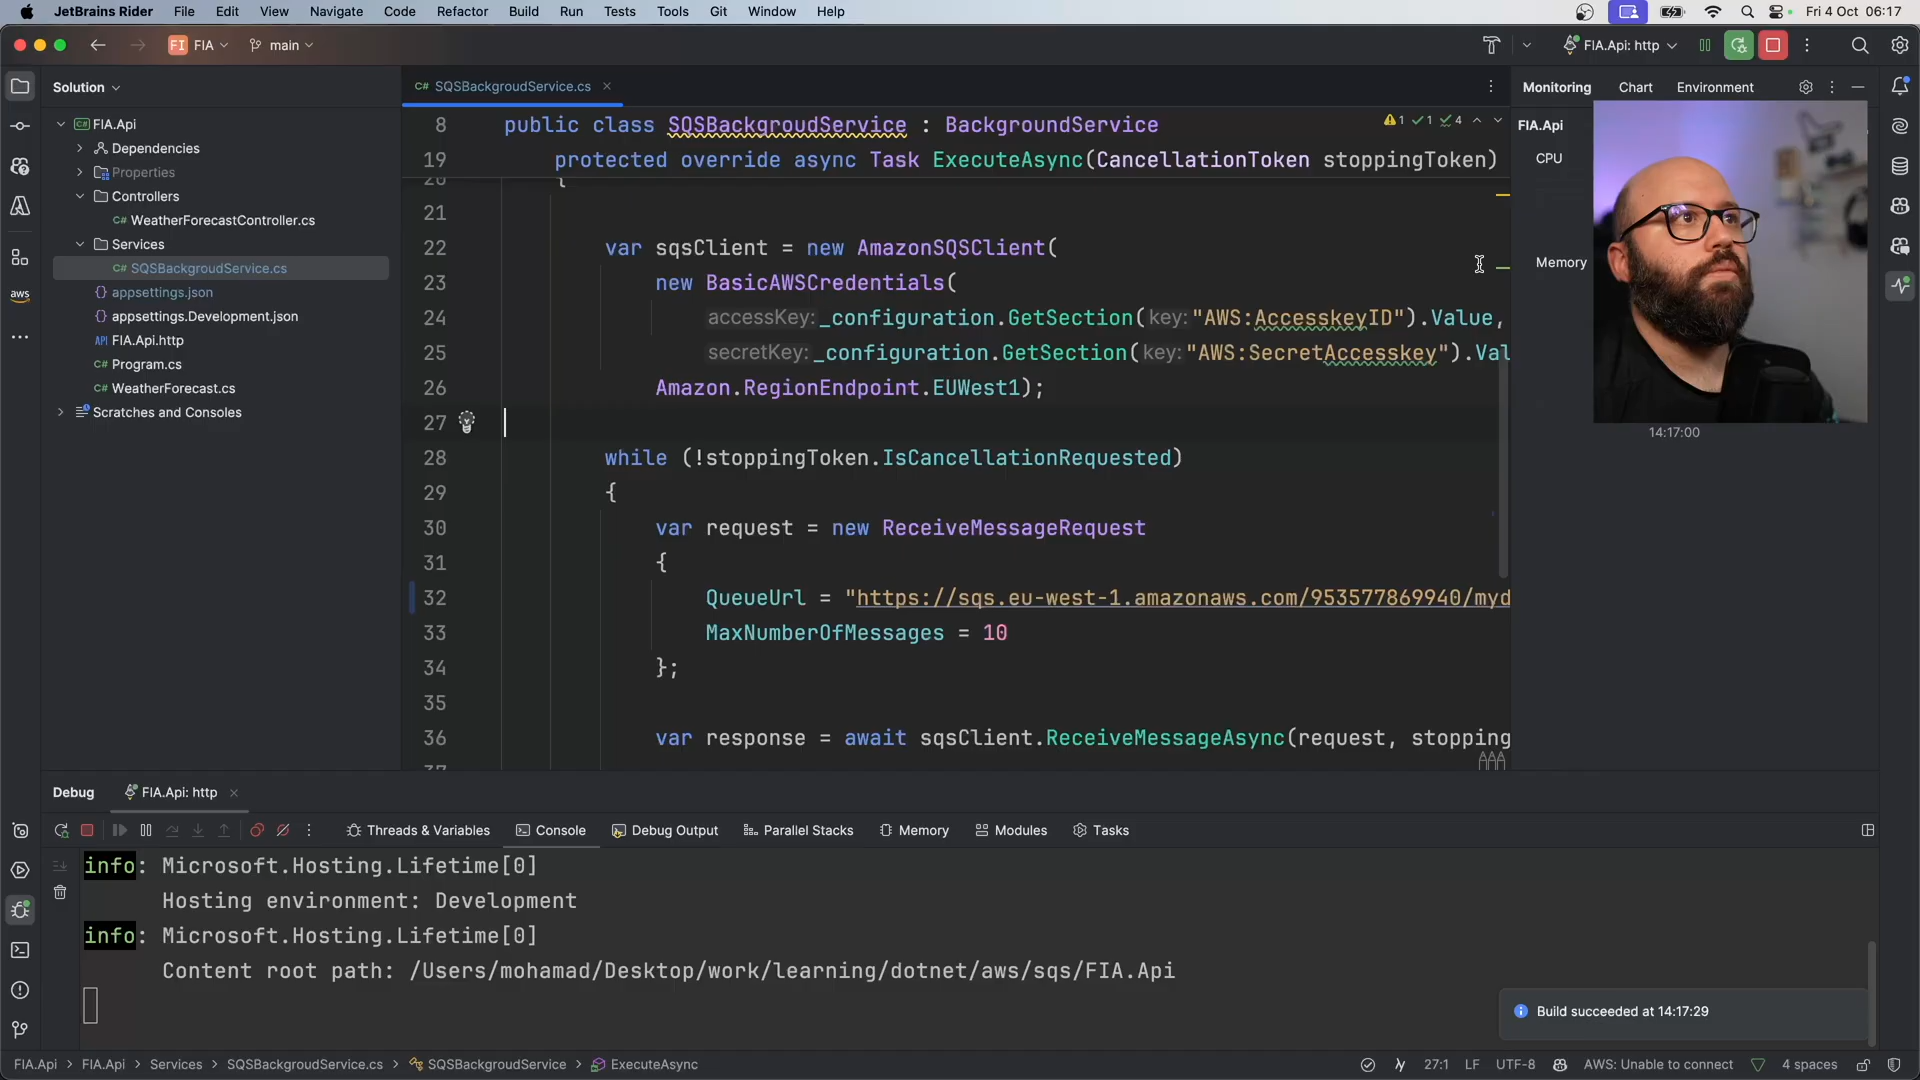 JetBrains Rider File Edit View Navigate Code Refactor Build Run Tests Tools Git Window Help Fri 4 Oct 06:17
FI FIA main FIA.Api: http
Solution
SQSBackgroudService.cs
Monitoring Chart Environment
FIA.Api
Dependencies
Properties
Controllers
C# WeatherForecastController.cs
Services
C# SQSBackgroudService.cs
{} appsettings.json
{} appsettings.Development.json
API FIA.Api.http
C# Program.cs
C# WeatherForecast.cs
Scratches and Consoles
aws
8 public class SQSBackgroudService : BackgroundService
1 1 4
19 protected override async Task ExecuteAsync(CancellationToken stoppingToken)
20 {
21
22 var sqsClient = new AmazonSQSClient(
23 new BasicAWSCredentials(
24 accessKey: _configuration.GetSection( key: "AWS:AccesskeyID").Value,
25 secretKey: _configuration.GetSection( key: "AWS:SecretAccesskey").Val
26 Amazon.RegionEndpoint.EUWest1);
27
28 while (!stoppingToken.IsCancellationRequested)
29 {
30 var request = new ReceiveMessageRequest
31 {
32 QueueUrl = "https://sqs.eu-west-1.amazonaws.com/953577869940/myd
33 MaxNumberOfMessages = 10
34 };
35
36 var response = await sqsClient.ReceiveMessageAsync(request, stopping
FIA.Api
CPU
Memory
14:17:00
Debug FIA.Api: http
Threads & Variables Console Debug Output Parallel Stacks Memory Modules Tasks
info: Microsoft.Hosting.Lifetime[0]
Hosting environment: Development
info: Microsoft.Hosting.Lifetime[0]
Content root path: /Users/mohamad/Desktop/work/learning/dotnet/aws/sqs/FIA.Api
Build succeeded at 14:17:29
FIA.Api > FIA.Api > Services > SQSBackgroudService.cs > SQSBackgroudService > ExecuteAsync 27:1 LF UTF-8 AWS: Unable to connect 4 spaces